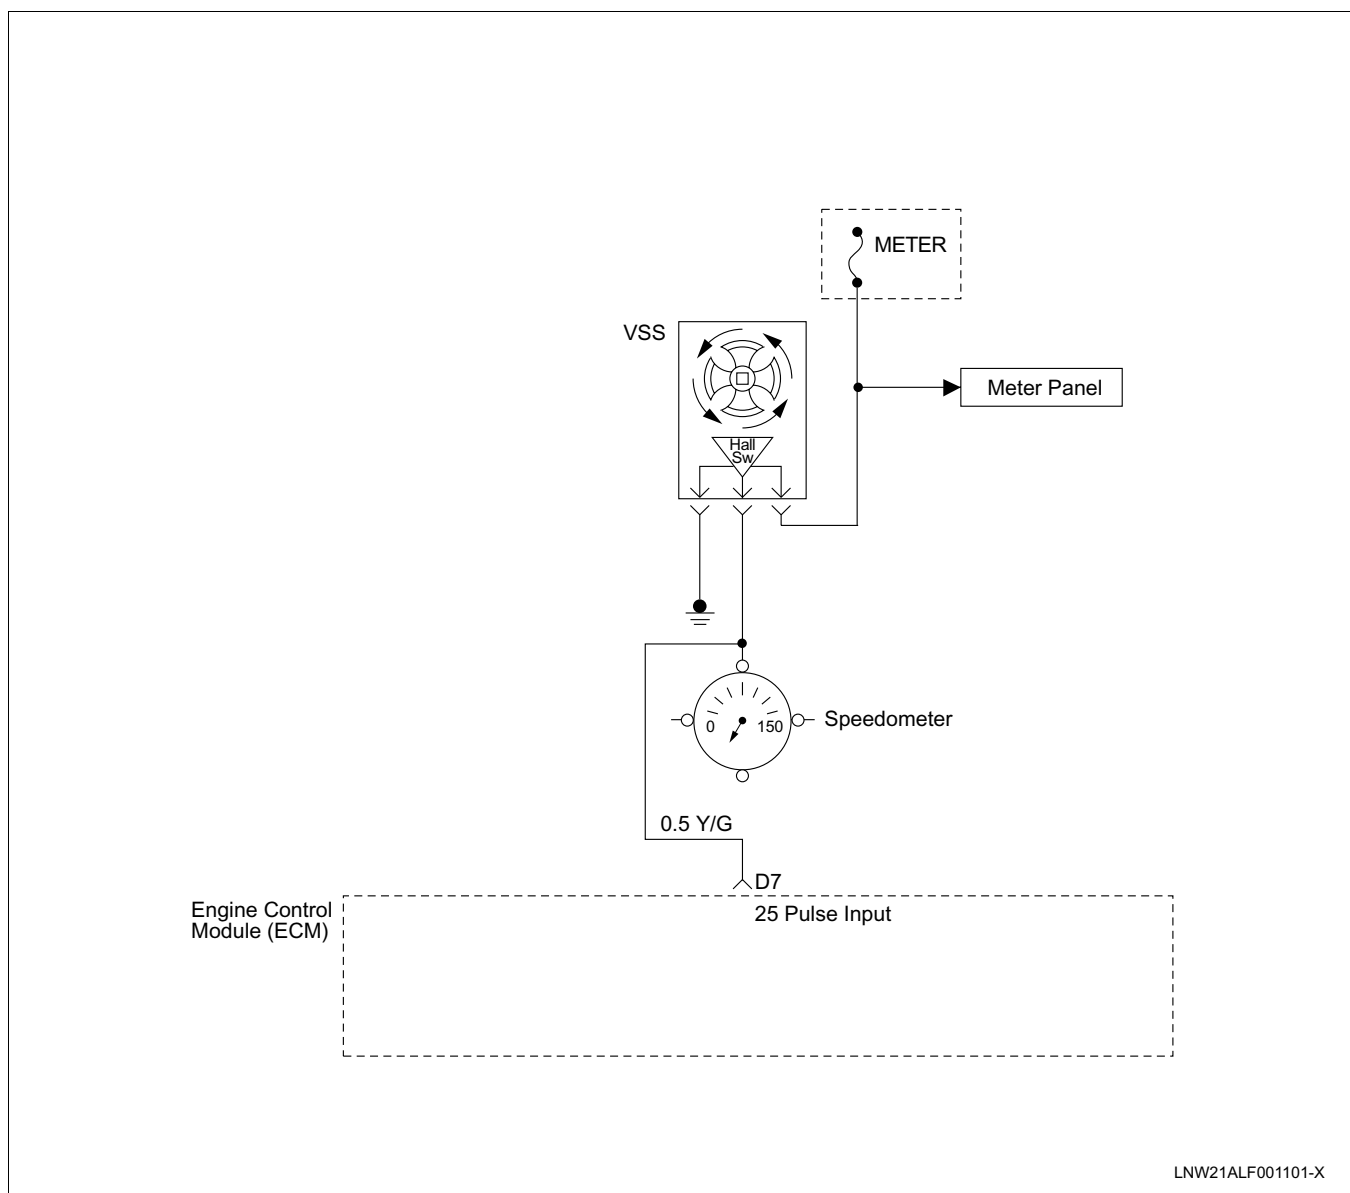 METER
VSS
Meter Panel
Hall
Sw
0
150
Speedometer
0.5 Y/G
D7
Engine Control
Module (ECM)
25 Pulse Input
LNW21ALF001101-X